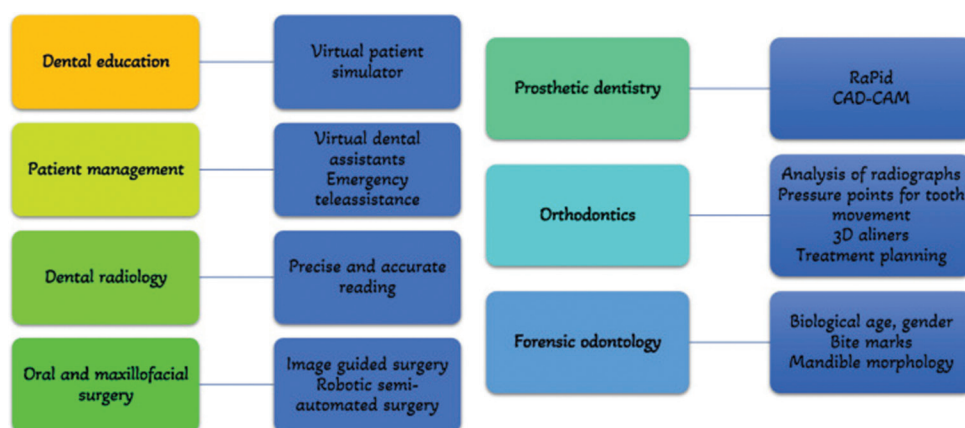 Dental education
Virtual patient
simulator
Patient management
Virtual dental
assistants
Emergency
teleassistance
Dental radiology
Precise and accurate
reading
Oral and maxillofacial
surgery
Image guided surgery
Robotic semi-
automated surgery
Prosthetic dentistry
RaPid
CAD-CAM
Orthodontics
Analysis of radiographs
Pressure points for tooth
movement
3D aliners
Treatment planning
Forensic odontology
Biological age, gender
Bite marks
Mandible morphology